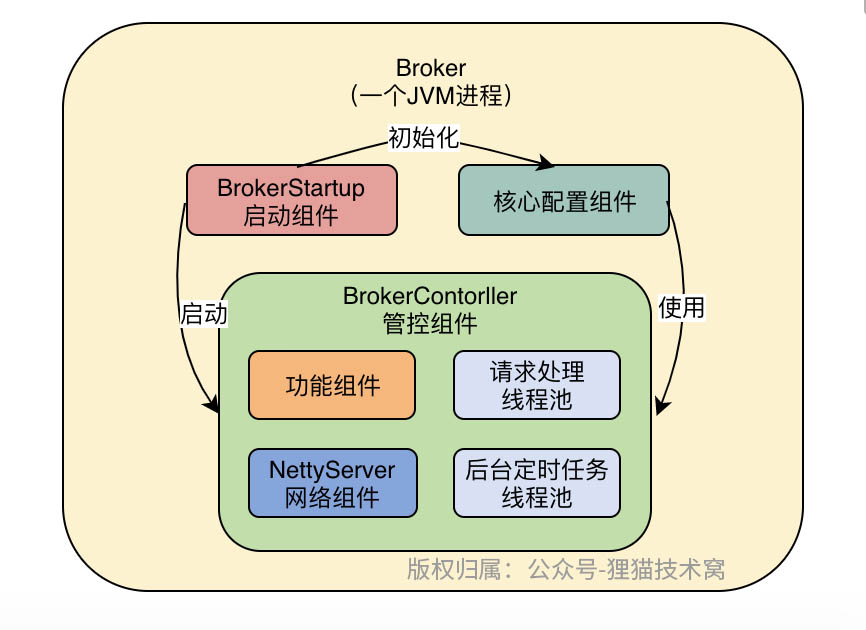 Broker
（一个JVM进程）
初始化
BrokerStartup
启动组件
核心配置组件
启动
使用
BrokerContorller
管控组件
功能组件
请求处理
线程池
NettyServer
网络组件
后台定时任务
线程池
版权归属：公众号-狸猫技术窝